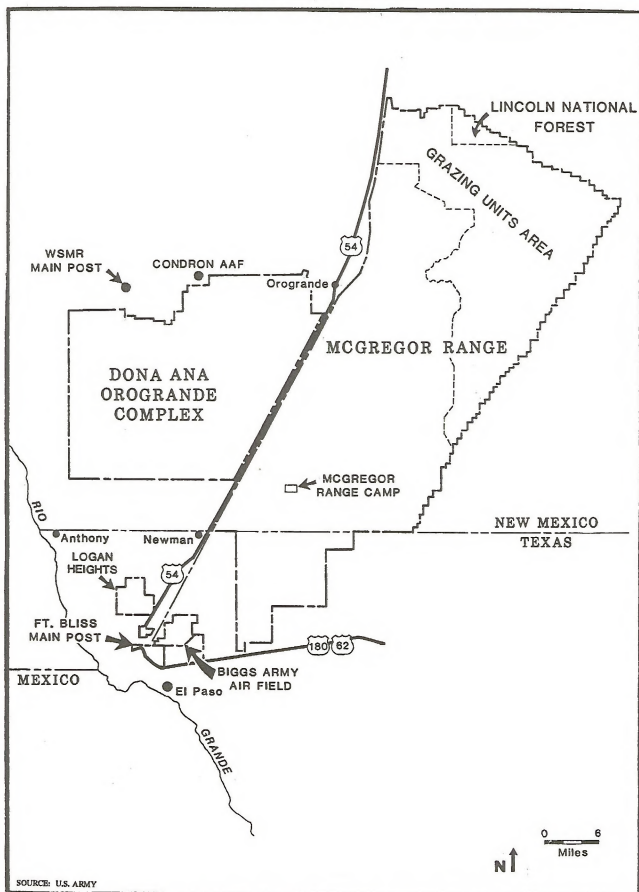 LINCOLN NATIONAL
FOREST
GRAZING UNITS AREA
54
WSMR
MAIN POST
CONDRON AAF
Orogrande
MCGREGOR RANGE
DONA ANA
OROGRANDE
COMPLEX
MCGREGOR
RANGE CAMP
RIO
Anthony
Newman
NEW MEXICO
TEXAS
LOGAN
HEIGHTS
54
FT. BLISS
MAIN POST
180 62
MEXICO
BIGGS ARMY
AIR FIELD
El Paso
GRANDE
0 6
Miles
N
SOURCE: U.S. ARMY